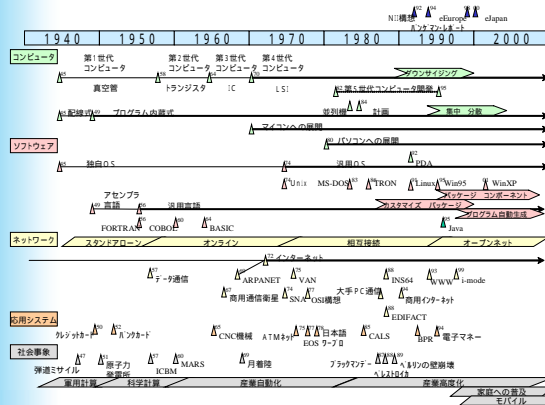 92 94 98 00
NII構想 eEurope eJapan
バンゲマン・レポート
1940 1950 1960 1970 1980 1990 2000
コンピュータ
第1世代 コンピュータ
第2世代 コンピュータ
第3世代 コンピュータ
第4世代 コンピュータ
ダウンサイジング
真空管 トランジスタ IC LSI
第5世代コンピュータ開発
配線式 プログラム内蔵式
並列機 計画 集中 分散
マイコンへの展開
パソコンへの展開
ソフトウェア
PDA
独自OS 汎用OS
Unix MS-DOS TRON Linux Win95 WinXP
パッケージ コンポーネント
アセンブラ言語 汎用言語
カスタマイズ パッケージ
プログラム自動生成
FORTRAN COBOL BASIC Java
ネットワーク
スタンドアローン オンライン 相互接続 オープンネット
72 インターネット
データ通信 ARPANET VAN INS64 WWW i-mode
商用通信衛星 SNA OSI構想 大手PC通信 商用インターネット
EDIFACT
応用システム
クレジットカード バンクカード CNC機械 ATMネット 日本語ワープロ CALS BPR 電子マネー
EOS
社会事象
弾道ミサイル 原子力発電所 ICBM MARS 月着陸 ブラックマンデー ベルリンの壁崩壊
ペレストロイカ
軍用計算 科学計算 産業自動化 産業高度化
家庭への普及
モバイル